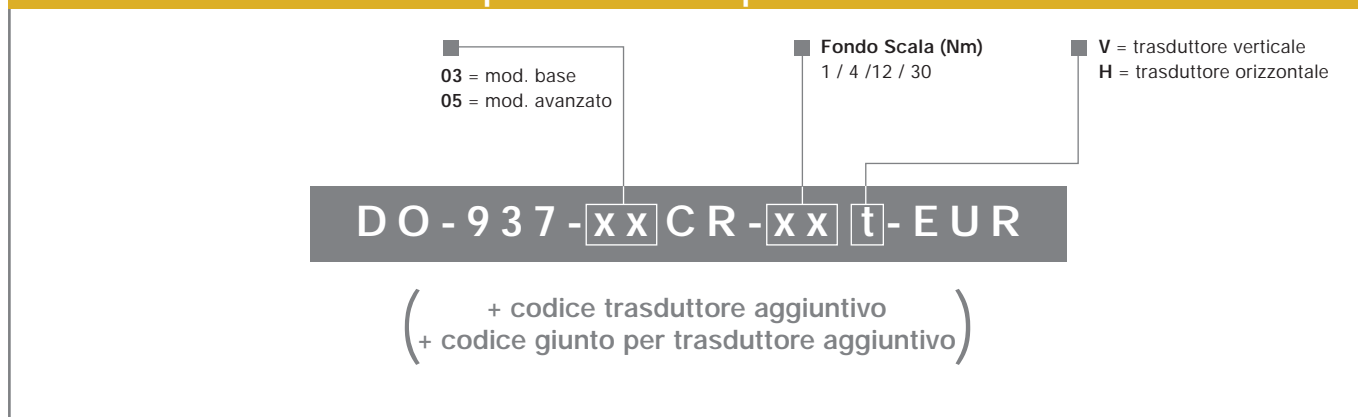 03 = mod. base
05 = mod. avanzato
Fondo Scala (Nm)
1 / 4 /12 / 30
V = trasduttore verticale
H = trasduttore orizzontale
DO-937-xxCR-xx t-EUR
+ codice trasduttore aggiuntivo
+ codice giunto per trasduttore aggiuntivo